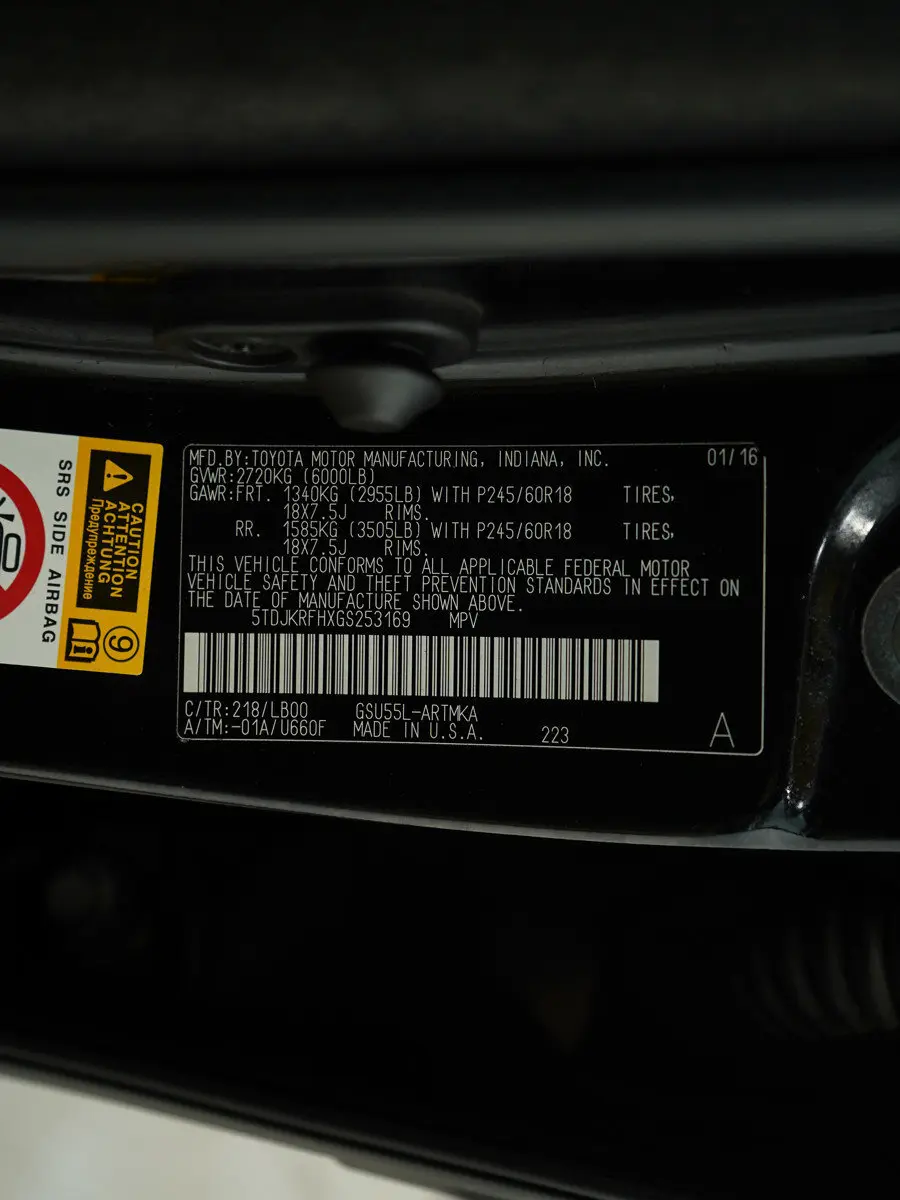 MFD.BY:TOYOTA MOTOR MANUFACTURING, INDIANA, INC. 01/16
GVWR:2720KG (6000LB)
GAWR:FRT. 1340KG (2955LB) WITH P245/60R18 TIRES,
18X7.5J RIMS.
RR. 1585KG (3505LB) WITH P245/60R18 TIRES,
18X7.5J RIMS.
THIS VEHICLE CONFORMS TO ALL APPLICABLE FEDERAL MOTOR
VEHICLE SAFETY AND THEFT PREVENTION STANDARDS IN EFFECT ON
THE DATE OF MANUFACTURE SHOWN ABOVE.
5TDJKRFHXGS253169 MPV
C/TR:218/LB00 GSU55L-ARTMKA
A/TM:-01A/U660F MADE IN U.S.A. 223 A
CAUTION
ATTENTION
ACHTUNG
Предупреждение
9
i
SRS SIDE AIRBAG